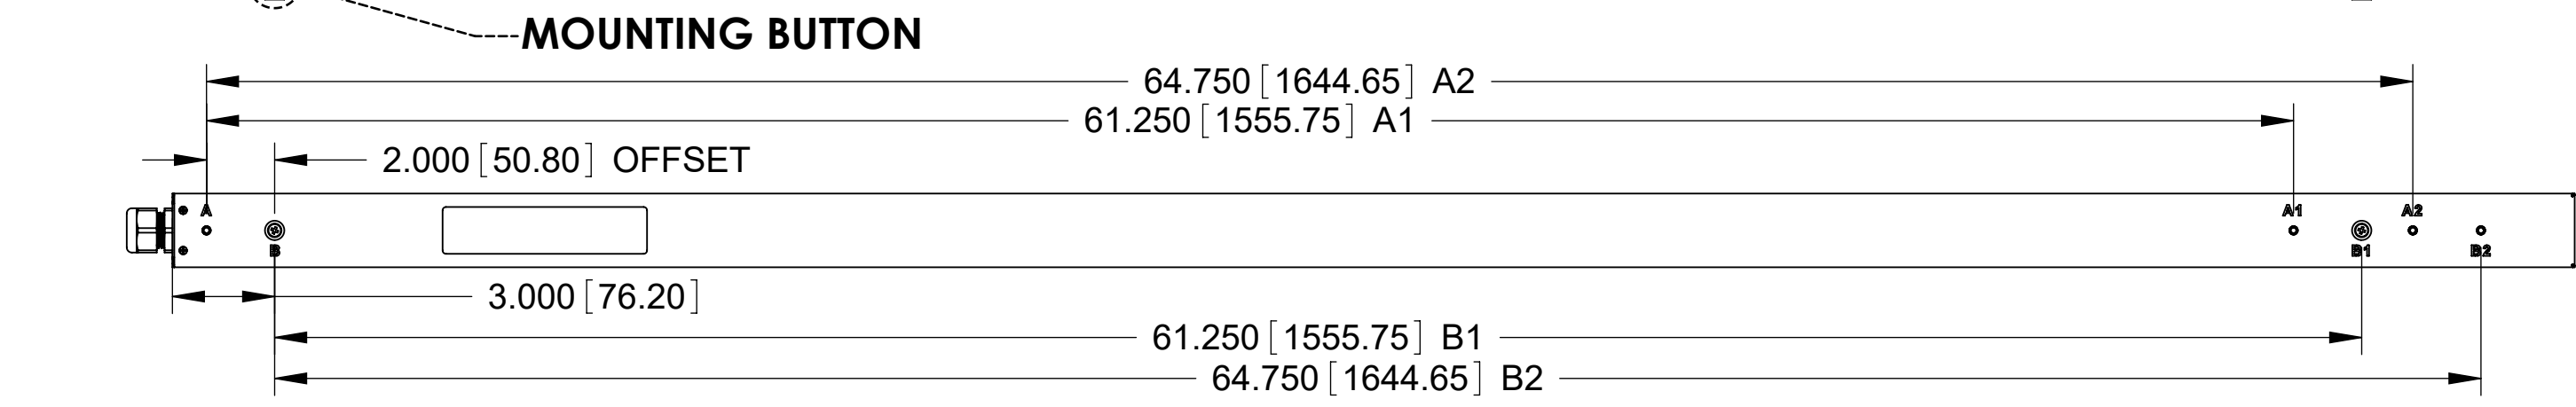 MOUNTING BUTTON
64.750 [1644.65] A2
61.250 [1555.75] A1
2.000 [50.80] OFFSET
A A1 A2
B B1 B2
3.000 [76.20]
61.250 [1555.75] B1
64.750 [1644.65] B2